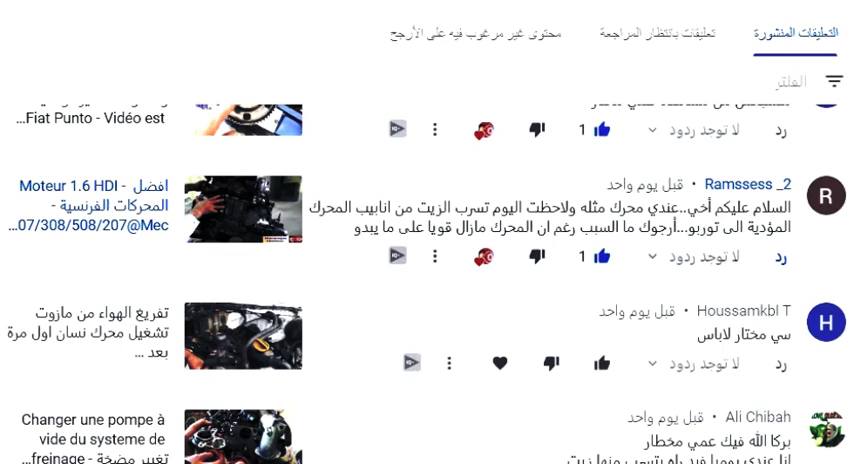 التعليقات المنشورة
تعليقات بانتظار المراجعة
محتوى غير مرغوب فيه على الأرجح
الفلتر
Fiat Punto - Vidéo est...
رد
لا توجد ردود
1
Ramssess _2 • قبل يوم واحد
السلام عليكم أخي..عندي محرك مثله ولاحظت اليوم تسرب الزيت من انابيب المحرك
المؤدية الى توربو...أرجوك ما السبب رغم ان المحرك مازال قويا على ما يبدو
رد
لا توجد ردود
1
افضل - Moteur 1.6 HDI
المحركات الفرنسية -
...07/308/508/207@Mec
Houssamkbl T • قبل يوم واحد
سي مختار لاباس
رد
لا توجد ردود
تفريغ الهواء من مازوت
تشغيل محرك نسان اول مرة
بعد ...
Ali Chibah • قبل يوم واحد
بركا الله فيك عمي مخطار
Changer une pompe à
vide du systeme de
freinage - تغيير مضخة...